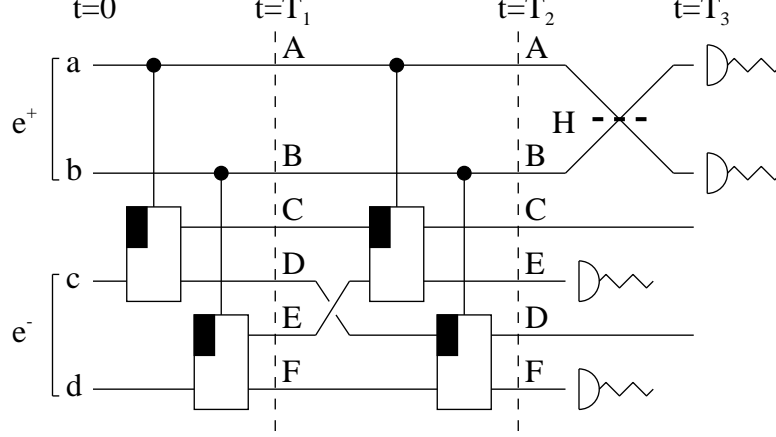 t=0 t=T₁ t=T₂ t=T₃
a A A
e⁺ H
b B B
C C
c D E
e⁻ E D
d F F